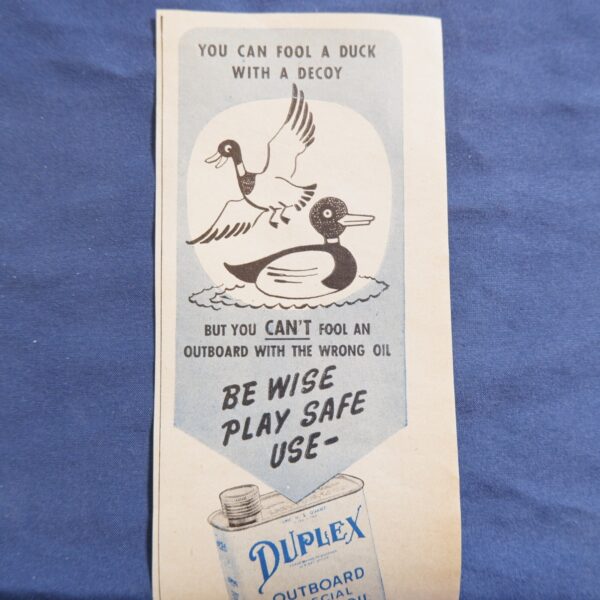 YOU CAN FOOL A DUCK
WITH A DECOY
BUT YOU CAN'T FOOL AN
OUTBOARD WITH THE WRONG OIL
BE WISE
PLAY SAFE
USE-
DUPLEX
OUTBOARD